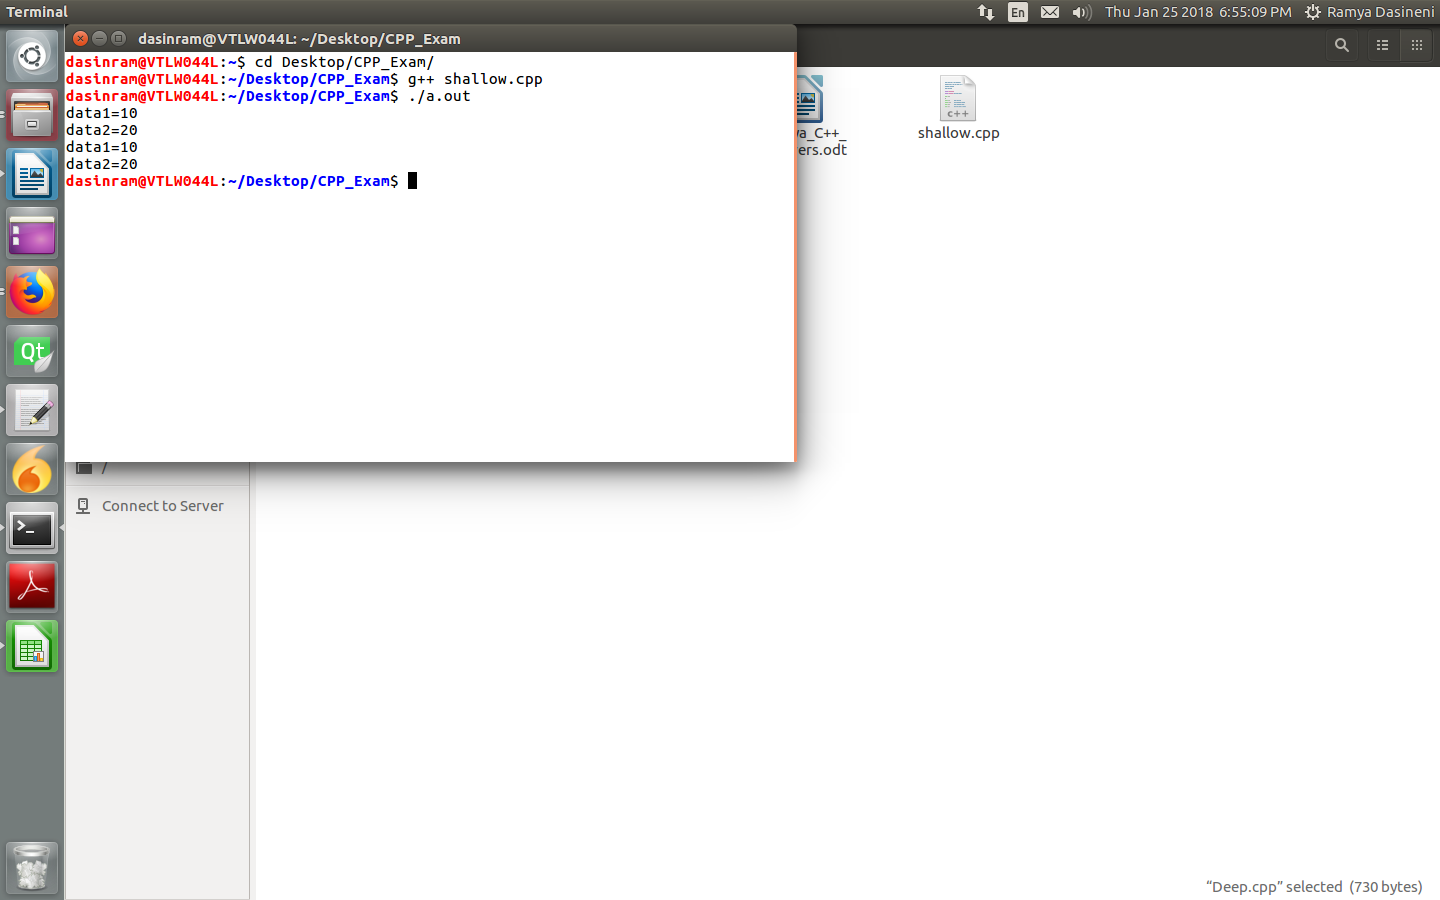 Terminal
En
Thu Jan 25 2018 6:55:09 PM
Ramya Dasineni
dasinram@VTLW044L: ~/Desktop/CPP_Exam
dasinram@VTLW044L:~$ cd Desktop/CPP_Exam/
dasinram@VTLW044L:~/Desktop/CPP_Exam$ g++ shallow.cpp
dasinram@VTLW044L:~/Desktop/CPP_Exam$ ./a.out
data1=10
data2=20
data1=10
data2=20
dasinram@VTLW044L:~/Desktop/CPP_Exam$
a_C++_
ers.odt
c++
shallow.cpp
Qt
/
Connect to Server
“Deep.cpp” selected (730 bytes)